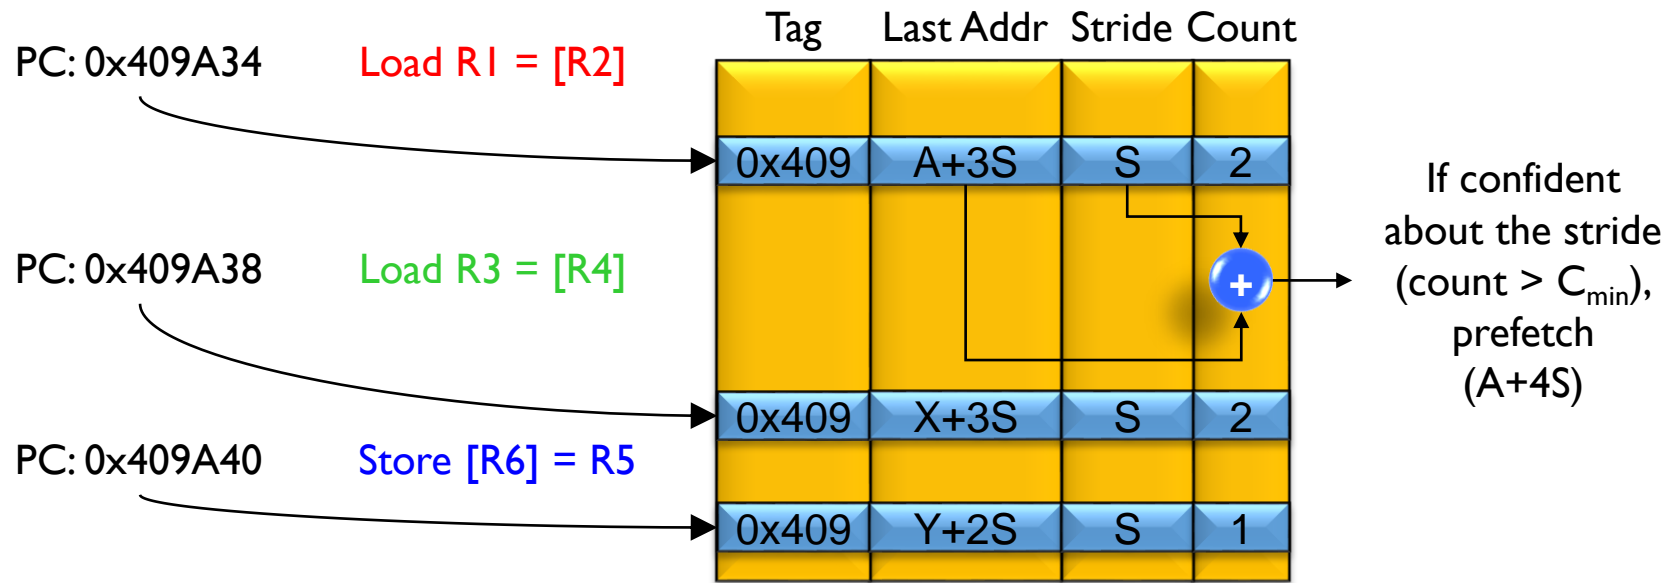 Tag Last Addr Stride Count
PC: 0x409A34 Load R1 = [R2]
0x409 A+3S S 2
If confident
about the stride
(count > Cmin),
prefetch
(A+4S)
PC: 0x409A38 Load R3 = [R4]
+
0x409 X+3S S 2
PC: 0x409A40 Store [R6] = R5
0x409 Y+2S S 1